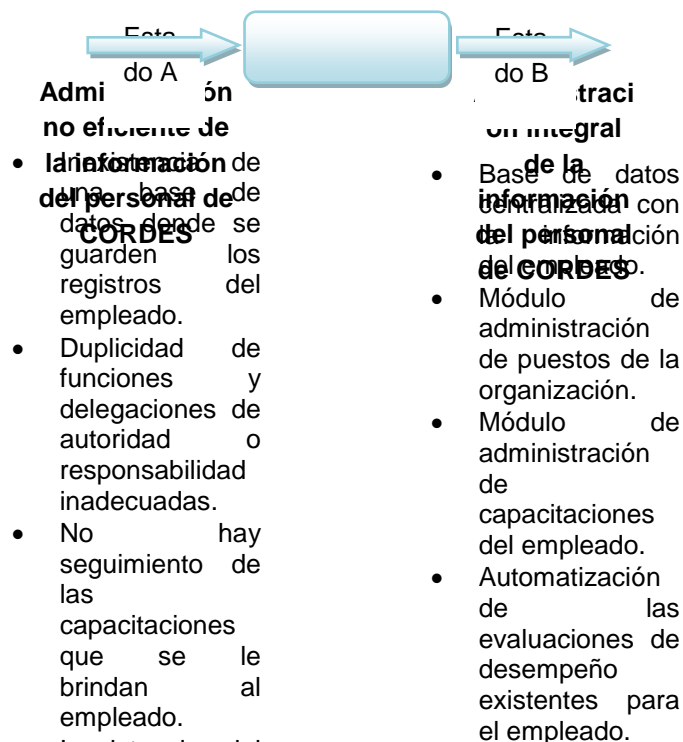 Esta
do A
Admi ón
no eficiente de
la información
del personal de
CORDES
• Inexistencia de
una base de
datos donde se
guarden los
registros del
empleado.
• Duplicidad de
funciones y
delegaciones de
autoridad o
responsabilidad
inadecuadas.
• No hay
seguimiento de
las
capacitaciones
que se le
brindan al
empleado.
Esta
do B
straci
ón integral
de la
información
del personal
de CORDES
• Base de datos
centralizada con
la información
del empleado.
• Módulo de
administración
de puestos de la
organización.
• Módulo de
administración
de
capacitaciones
del empleado.
• Automatización
de las
evaluaciones de
desempeño
existentes para
el empleado.